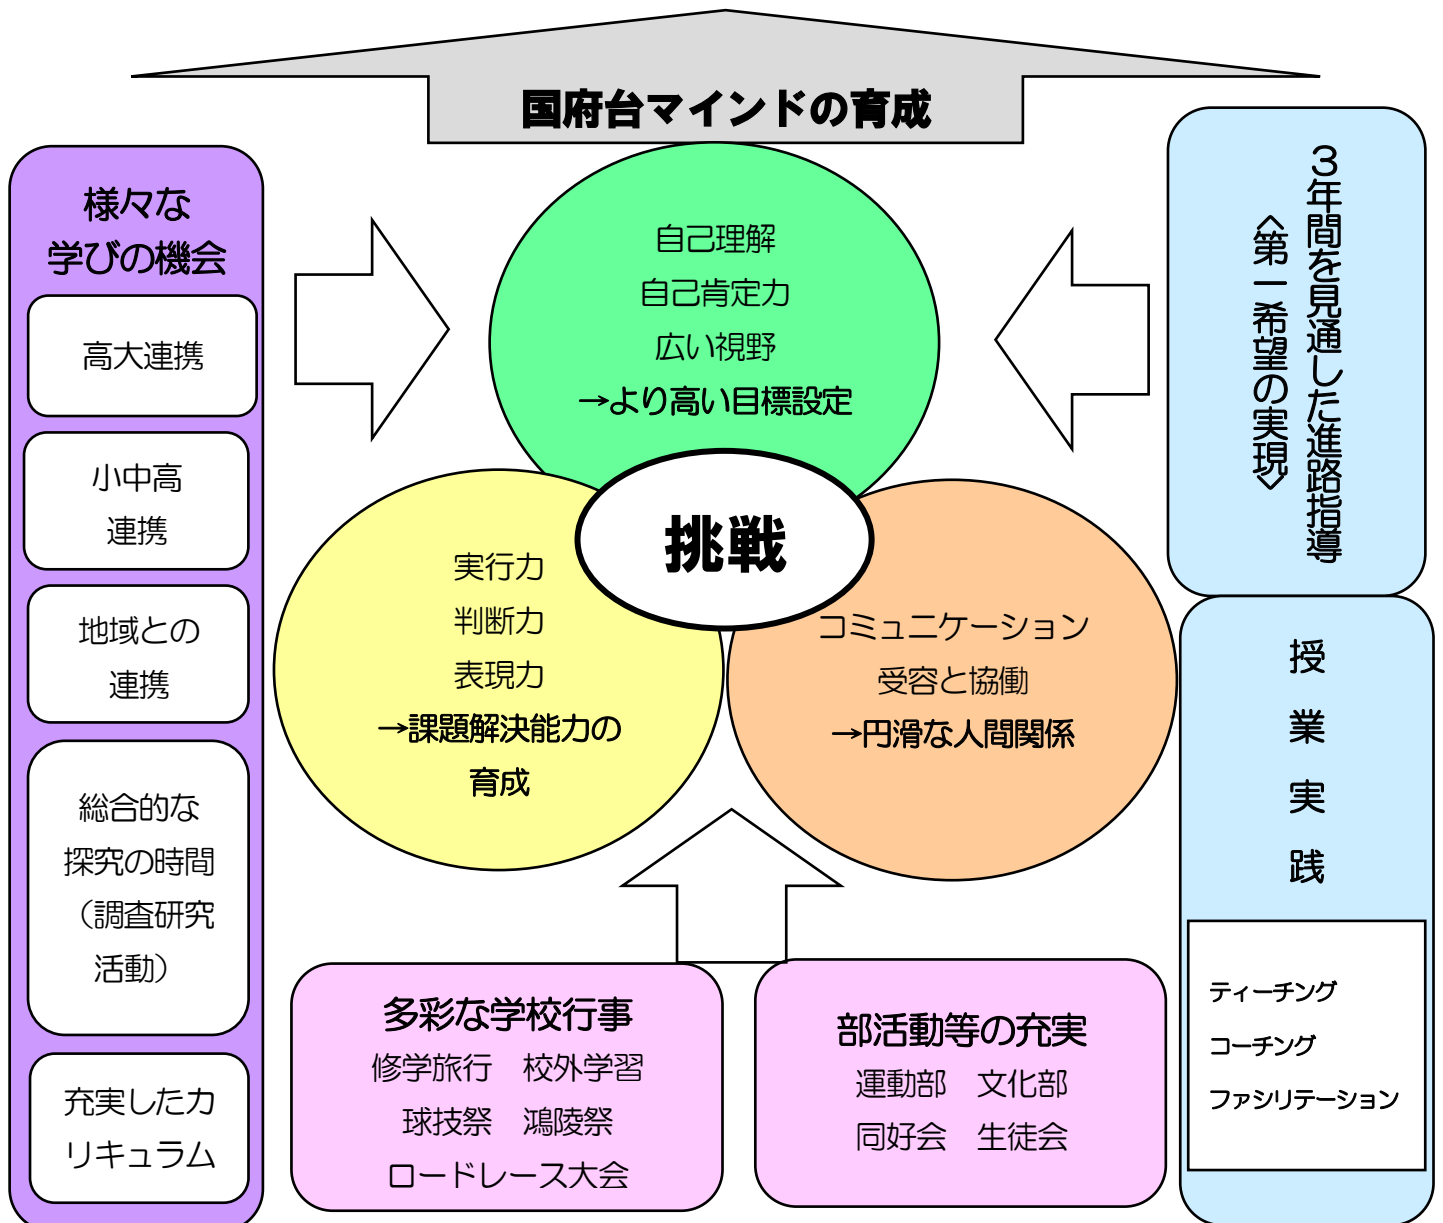 国府台マインドの育成
様々な
学びの機会
高大連携
小中高
連携
地域との
連携
総合的な
探究の時間
（調査研究
活動）
充実したカ
リキュラム
自己理解
自己肯定力
広い視野
→より高い目標設定
挑戦
実行力
判断力
表現力
→課題解決能力の
育成
コミュニケーション
受容と協働
→円滑な人間関係
多彩な学校行事
修学旅行　校外学習
球技祭　鴻陵祭
ロードレース大会
部活動等の充実
運動部　文化部
同好会　生徒会
３年間を見通した進路指導
＜第一希望の実現＞
授業実践
ティーチング
コーチング
ファシリテーション